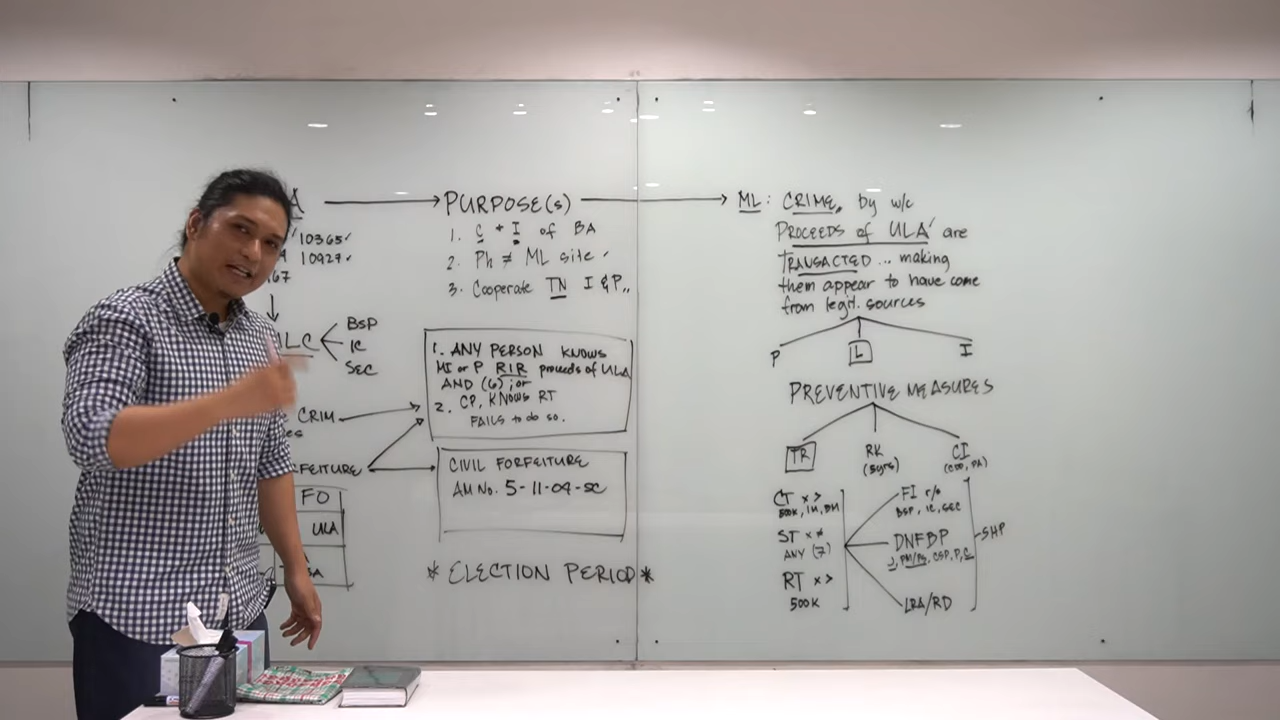 A
10365✓
10927✓
67
LC
BSP
IC
SEC
CRIM
es
FEITURE
FO
ULA
PURPOSE(S)
1. C + I of BA
2. Ph ≠ ML site ✓
3. Cooperate TN I & P..
1. ANY PERSON KNOWS
MI or P RIR proceeds of ULA
AND (6); or
2. CP, KNOWS RT
FAILS to do so.
CIVIL FORFEITURE
AM No. 5-11-04-SC
* ELECTION PERIOD *
ML: CRIME, by w/c
PROCEEDS of ULA are
TRANSACTED ... making
them appear to have come
from legit. sources
P L I
PREVENTIVE MEASURES
TR RK CI
(5yrs) (CDD, PA)
CT x >
500K, 1M, 5M
ST x ≠
ANY (7)
RT x >
500K
FI r/o
BSP, IC, SEC
DNFBP
J, PM/PS, CSP, P, C
LRA/RD
SHP